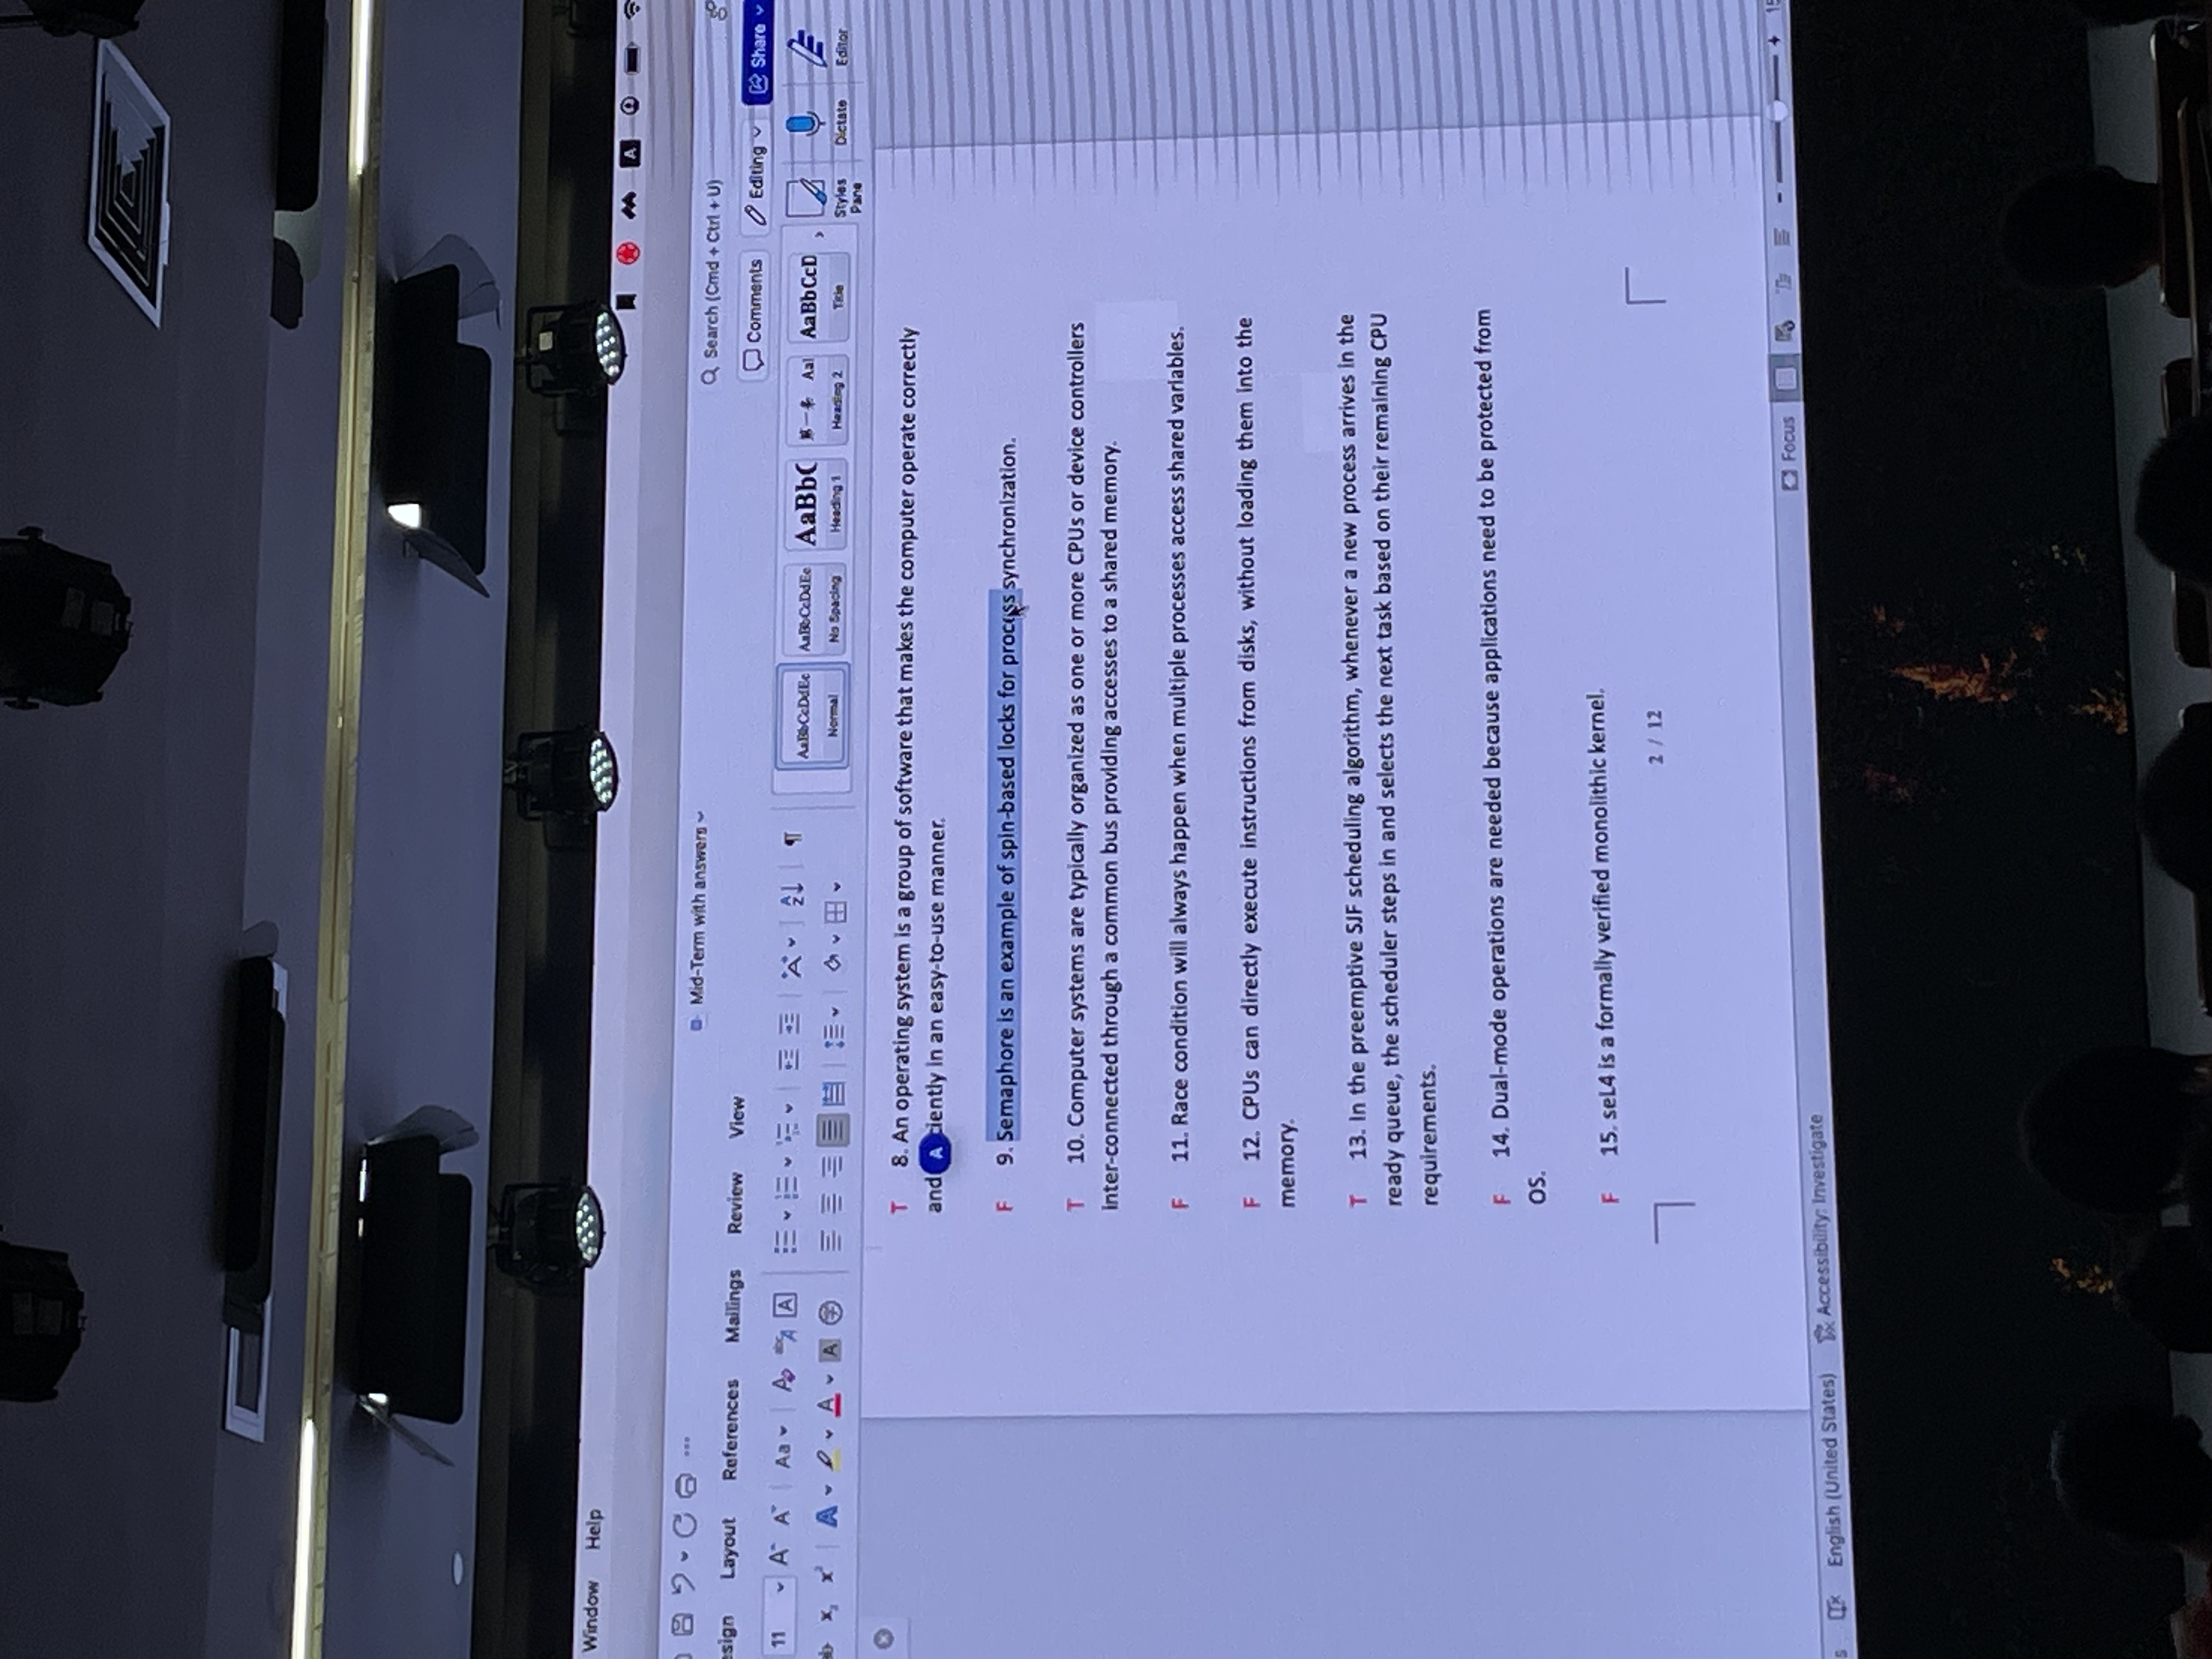 Window Help
A
Mid-Term with answers
Search (Cmd + Ctrl + U)
Layout References Mailings Review View
Comments Editing Share
11 Aa
AaBbCcDdEe AaBbCcDdEe AaBbC AaBbCcD
Normal No Spacing Heading 1 Heading 2 Title Styles Pane Dictate Editor
T 8. An operating system is a group of software that makes the computer operate correctly
and A ciently in an easy-to-use manner.
F 9. Semaphore is an example of spin-based locks for process synchronization.
T 10. Computer systems are typically organized as one or more CPUs or device controllers
inter-connected through a common bus providing accesses to a shared memory.
F 11. Race condition will always happen when multiple processes access shared variables.
F 12. CPUs can directly execute instructions from disks, without loading them into the
memory.
T 13. In the preemptive SJF scheduling algorithm, whenever a new process arrives in the
ready queue, the scheduler steps in and selects the next task based on their remaining CPU
requirements.
F 14. Dual-mode operations are needed because applications need to be protected from
OS.
F 15. seL4 is a formally verified monolithic kernel.
2 / 12
Focus
English (United States) Accessibility: Investigate